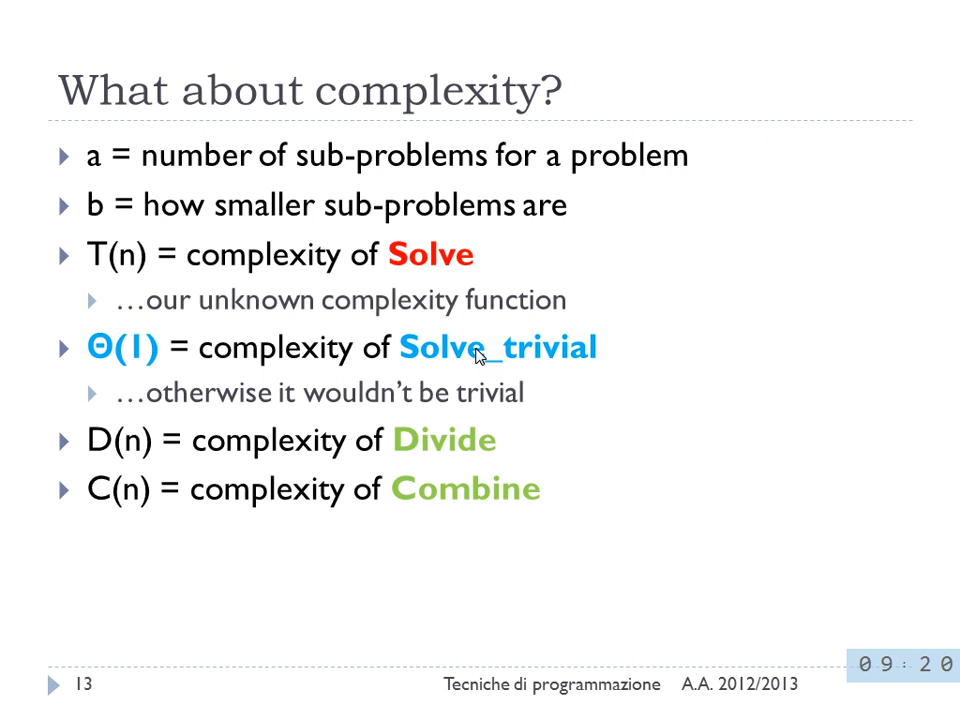 What about complexity?
a = number of sub-problems for a problem
b = how smaller sub-problems are
T(n) = complexity of Solve
…our unknown complexity function
Θ(1) = complexity of Solve_trivial
…otherwise it wouldn’t be trivial
D(n) = complexity of Divide
C(n) = complexity of Combine
13 Tecniche di programmazione A.A. 2012/2013
09:20